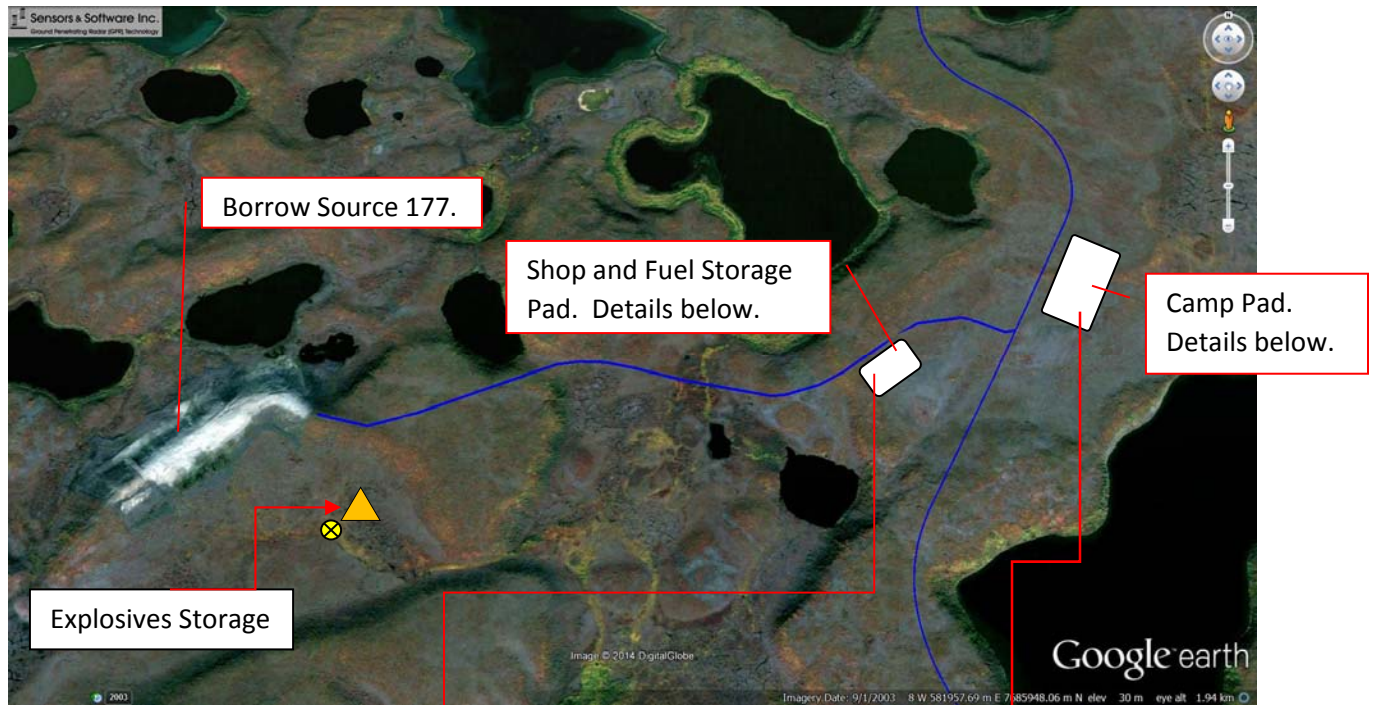 Sensors & Software Inc.
Ground Penetrating Radar (GPR) Technology
N
Borrow Source 177.
Shop and Fuel Storage
Pad. Details below.
Camp Pad.
Details below.
Explosives Storage
Image © 2014 DigitalGlobe
Google earth
2003
Imagery Date: 9/1/2003 8 W 581957.69 m E 7685948.06 m N elev 30 m eye alt 1.94 km